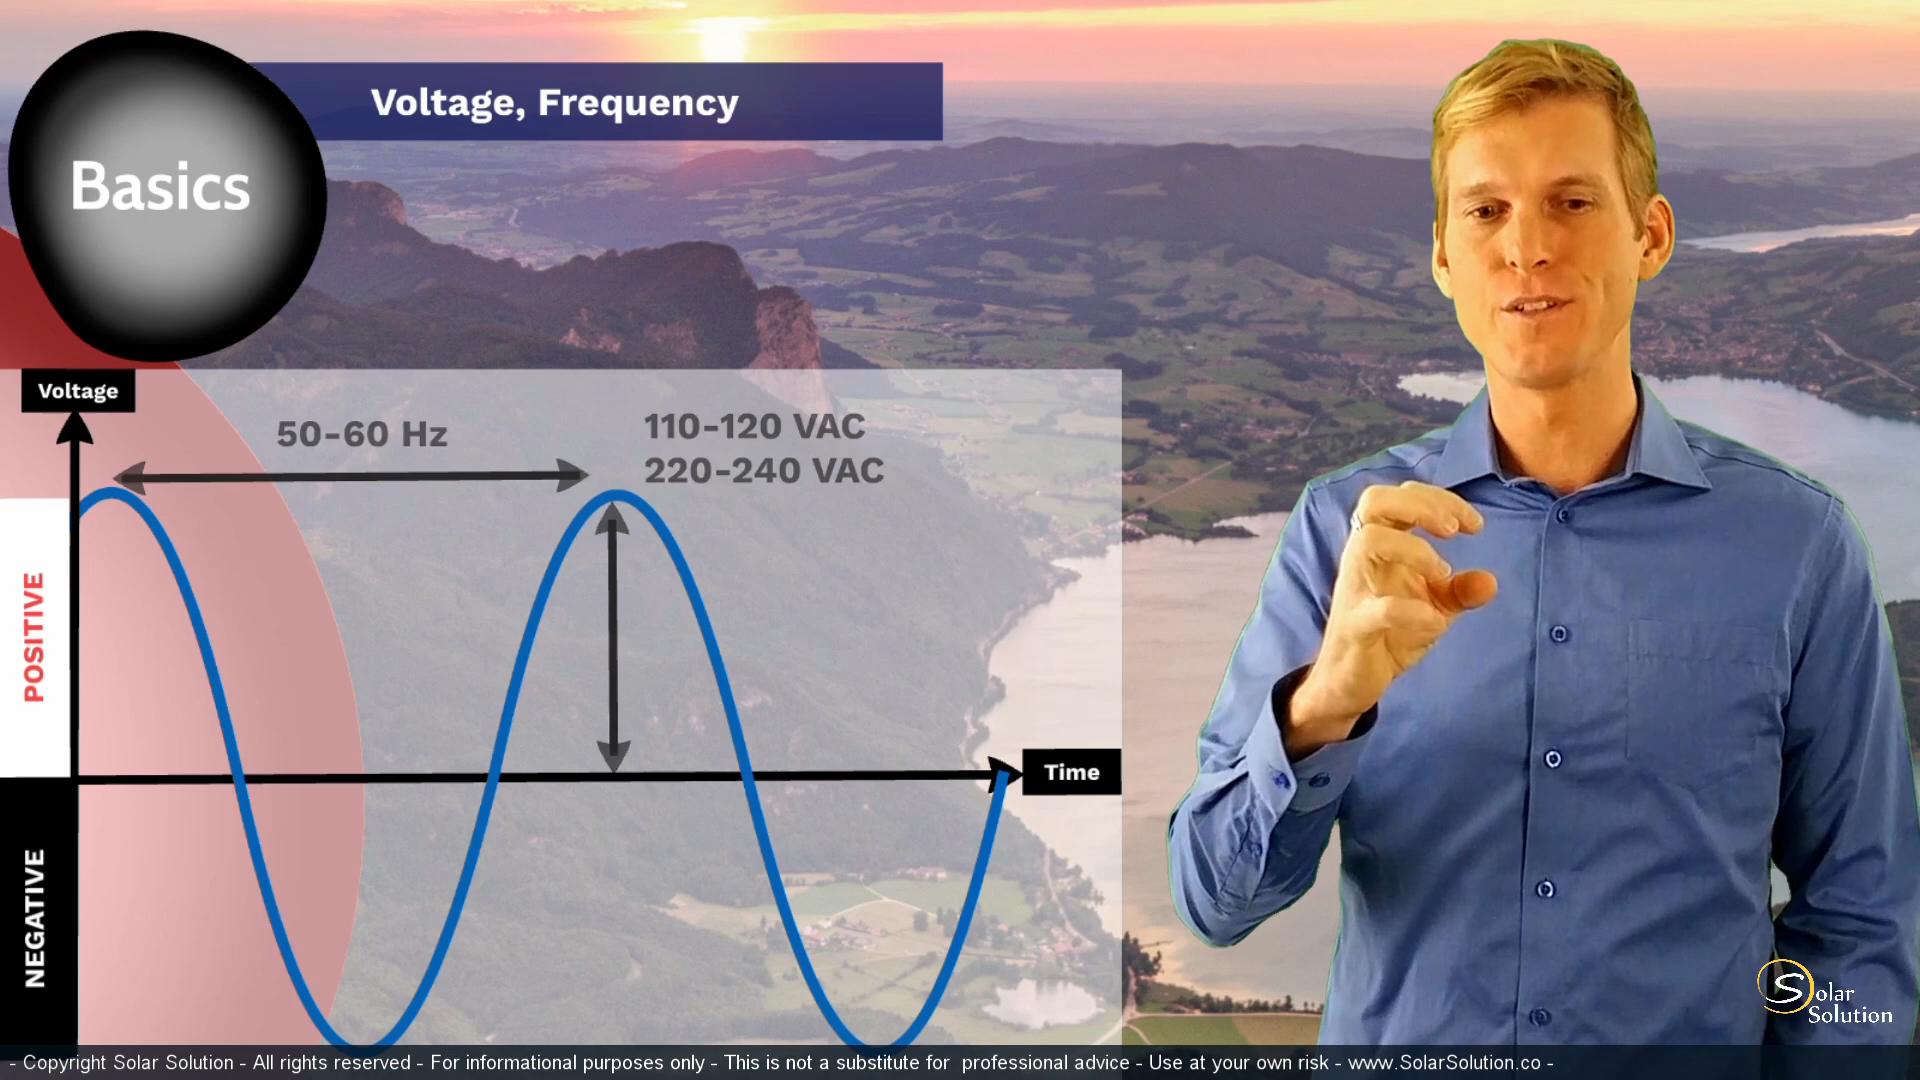 Voltage, Frequency
Basics
Voltage
50-60 Hz
110-120 VAC
220-240 VAC
POSITIVE
Time
NEGATIVE
Solar
Solution
- Copyright Solar Solution - All rights reserved - For informational purposes only - This is not a substitute for  professional advice - Use at your own risk - www.SolarSolution.co -